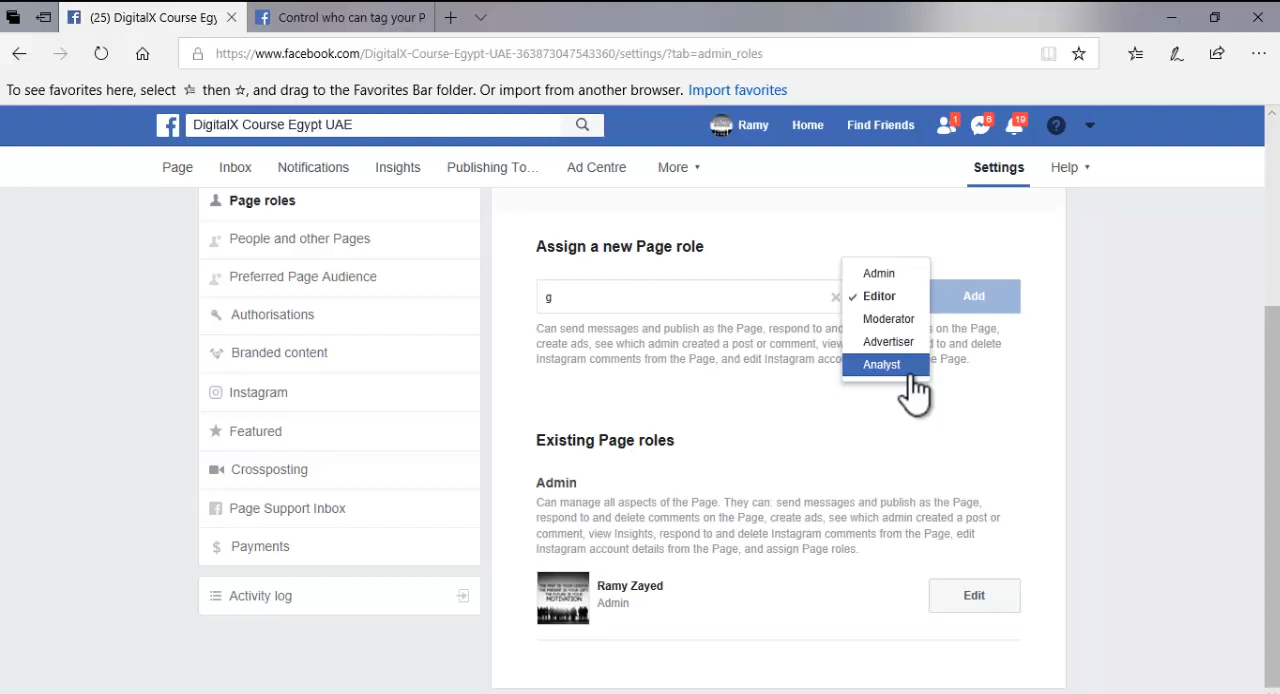 (25) DigitalX Course Egy
Control who can tag your P
https://www.facebook.com/DigitalX-Course-Egypt-UAE-363873047543360/settings/?tab=admin_roles
To see favorites here, select ☆ then ☆, and drag to the Favorites Bar folder. Or import from another browser. Import favorites
DigitalX Course Egypt UAE
Ramy Home Find Friends 1 6 19
Page Inbox Notifications Insights Publishing To... Ad Centre More Settings Help
Page roles
People and other Pages
Preferred Page Audience
Authorisations
Branded content
Instagram
Featured
Crossposting
Page Support Inbox
Payments
Activity log
Assign a new Page role
g
Add
Admin
Editor
Moderator
Advertiser
Analyst
Can send messages and publish as the Page, respond to and s on the Page,
create ads, see which admin created a post or comment, view d to and delete
Instagram comments from the Page, and edit Instagram acco e Page.
Existing Page roles
Admin
Can manage all aspects of the Page. They can: send messages and publish as the Page,
respond to and delete comments on the Page, create ads, see which admin created a post or
comment, view Insights, respond to and delete Instagram comments from the Page, edit
Instagram account details from the Page, and assign Page roles.
Ramy Zayed
Admin
Edit